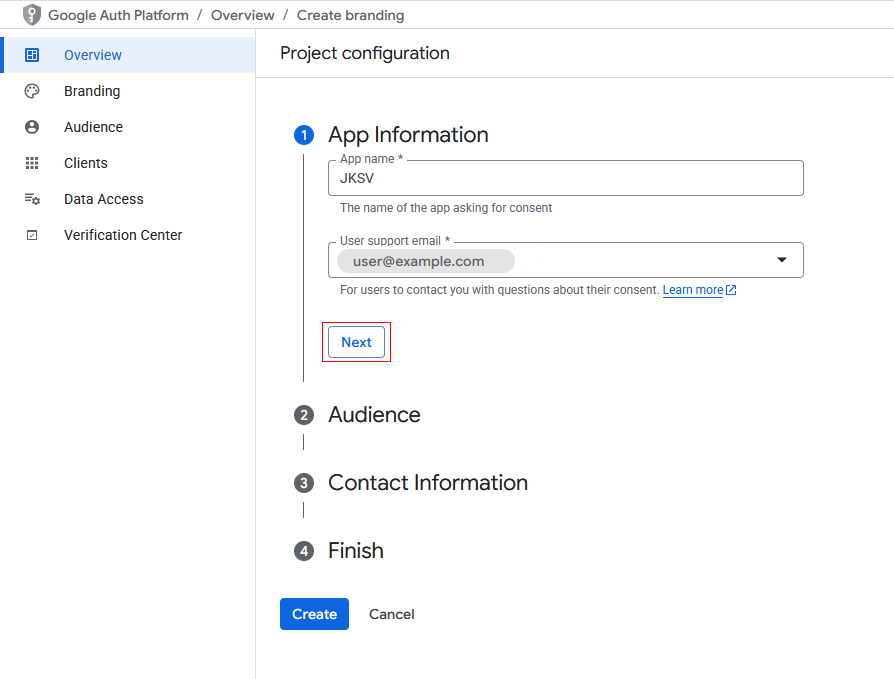 Google Auth Platform / Overview / Create branding
Overview
Branding
Audience
Clients
Data Access
Verification Center
Project configuration
1 App Information
App name *
JKSV
The name of the app asking for consent
User support email *
user@example.com
For users to contact you with questions about their consent. Learn more
Next
2 Audience
3 Contact Information
4 Finish
Create Cancel